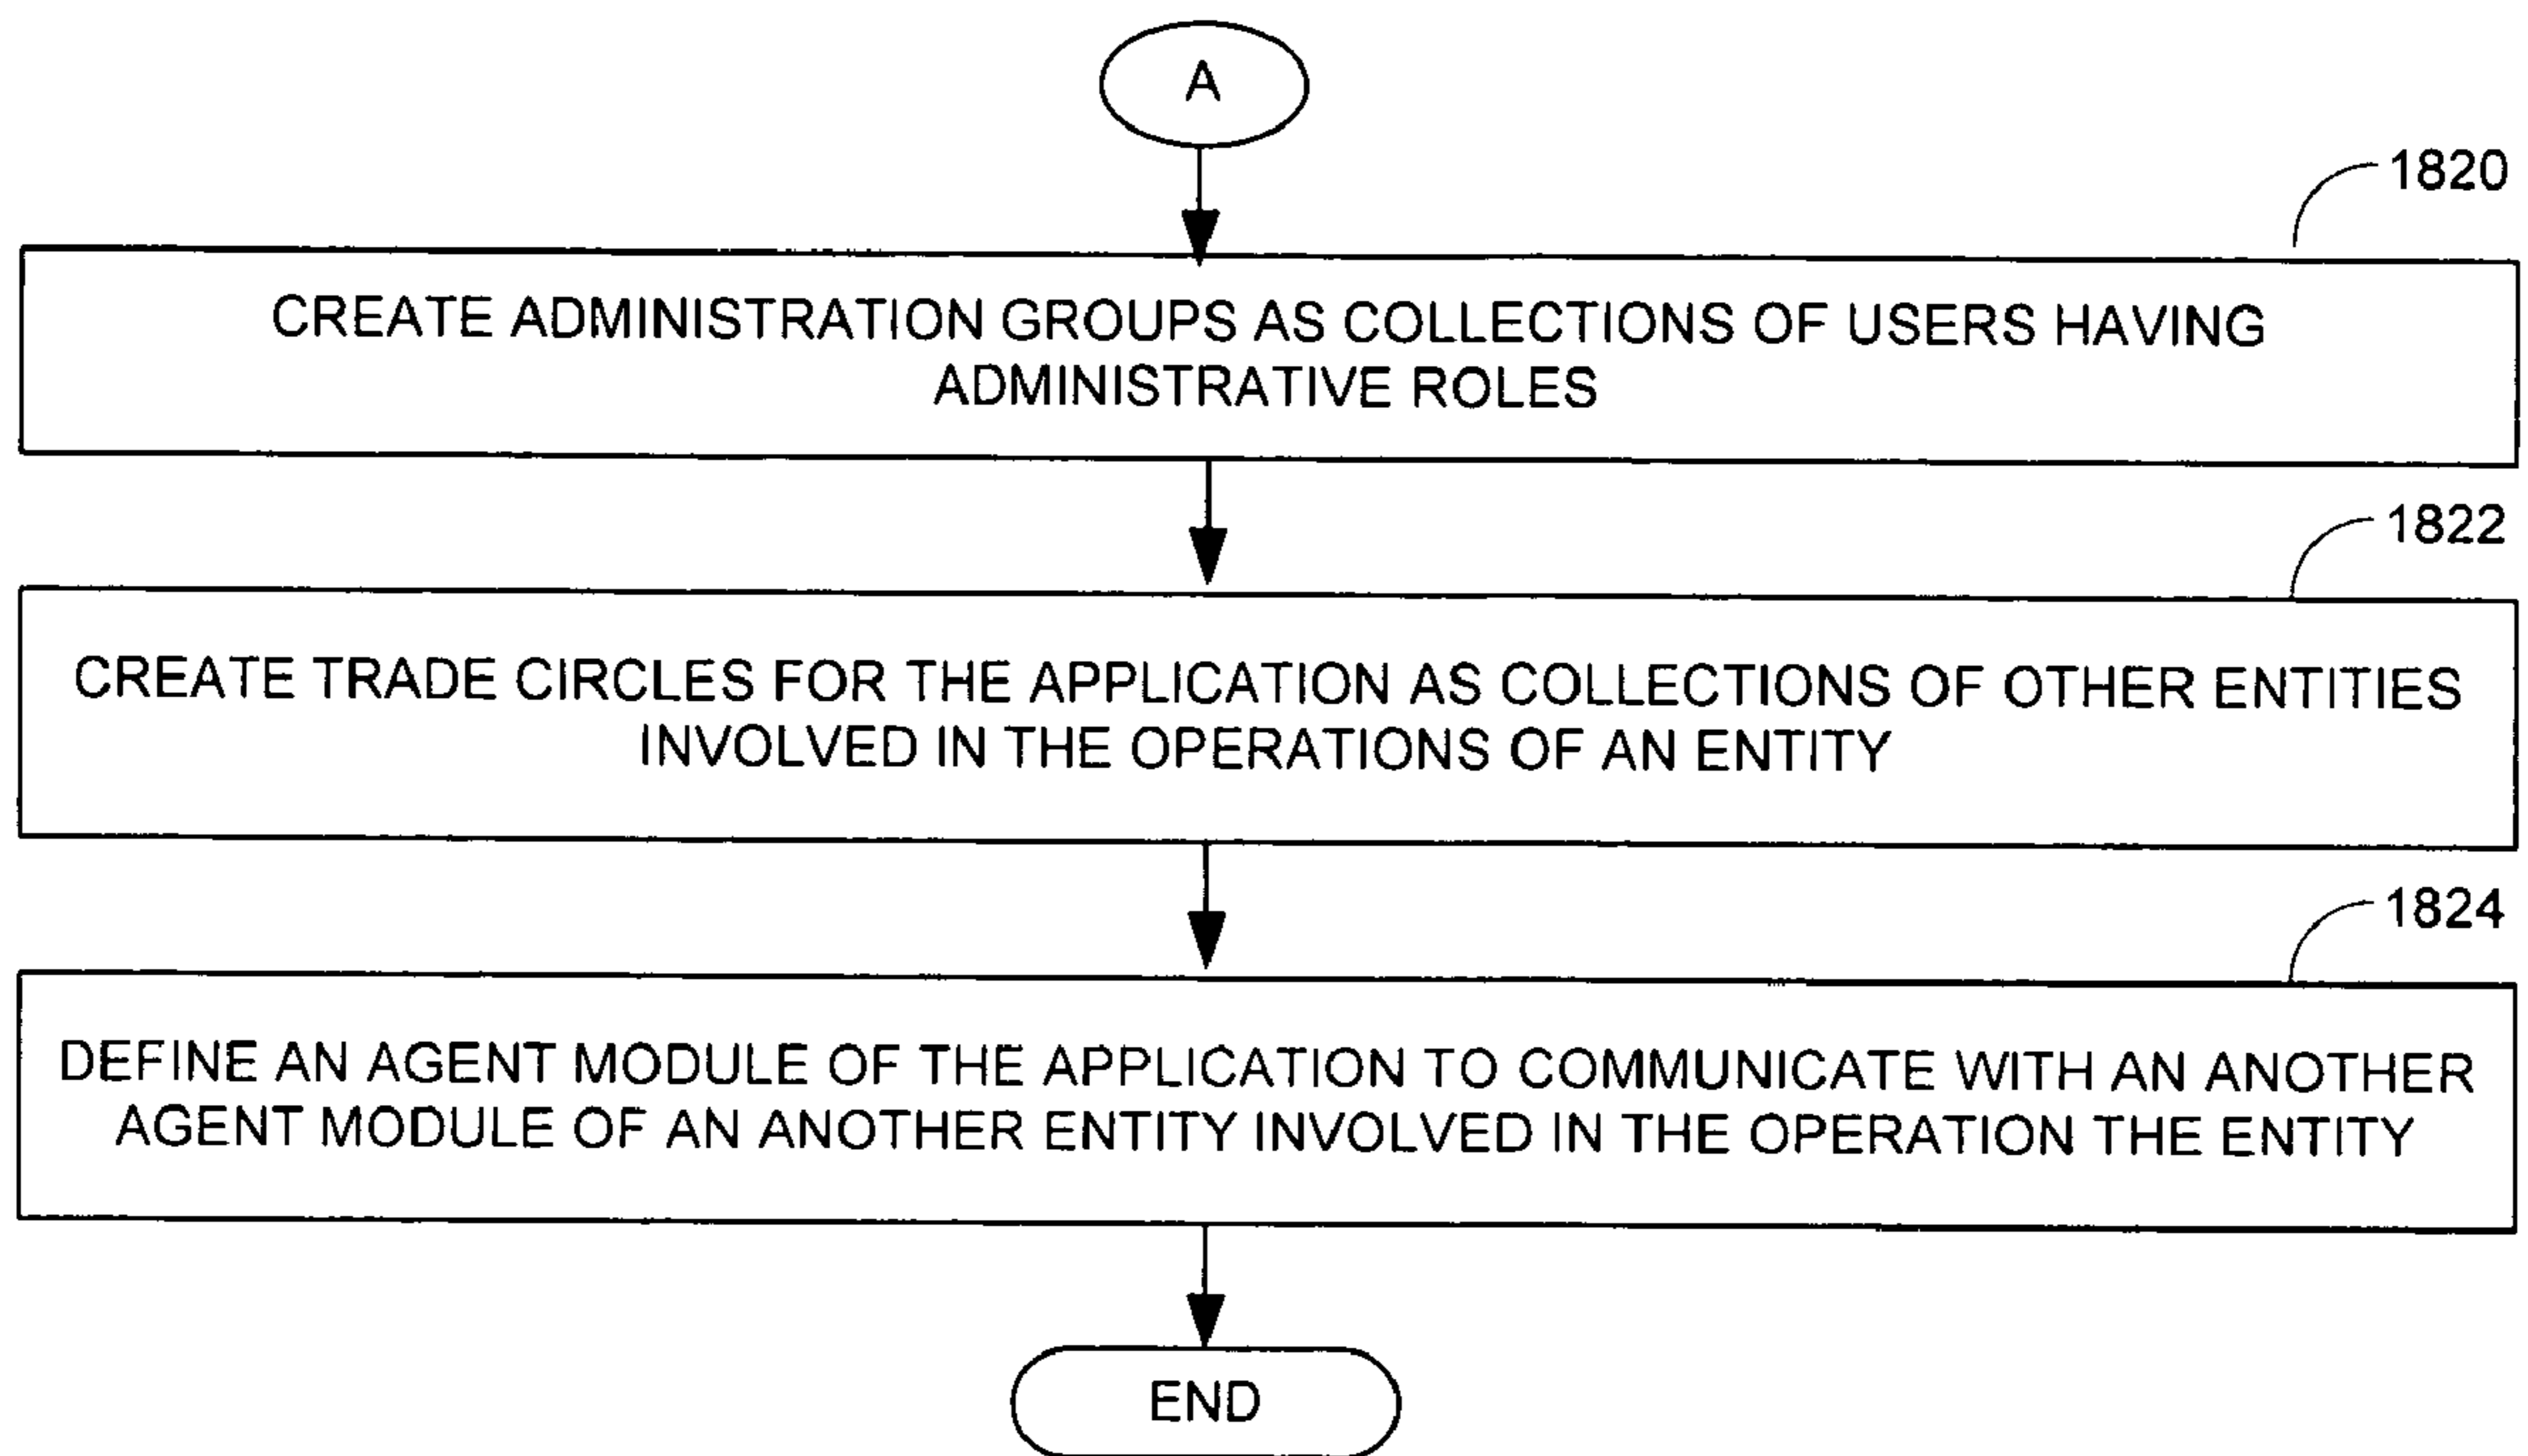 A
1820
CREATE ADMINISTRATION GROUPS AS COLLECTIONS OF USERS HAVING
ADMINISTRATIVE ROLES
1822
CREATE TRADE CIRCLES FOR THE APPLICATION AS COLLECTIONS OF OTHER ENTITIES
INVOLVED IN THE OPERATIONS OF AN ENTITY
1824
DEFINE AN AGENT MODULE OF THE APPLICATION TO COMMUNICATE WITH AN ANOTHER
AGENT MODULE OF AN ANOTHER ENTITY INVOLVED IN THE OPERATION THE ENTITY
END